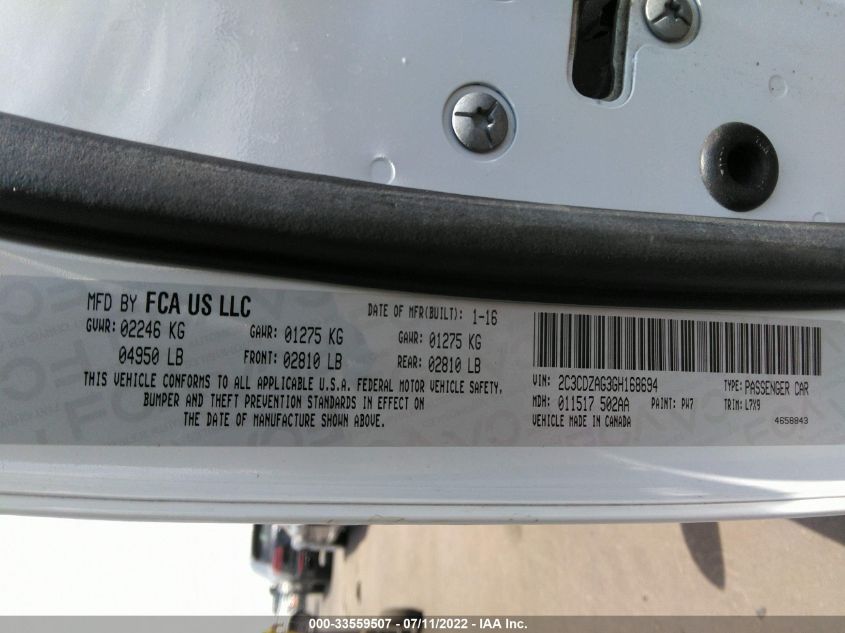 MFD BY FCA US LLC
DATE OF MFR(BUILT): 1-16
GVWR: 02246 KG GAWR: 01275 KG GAWR: 01275 KG
04950 LB FRONT: 02810 LB REAR: 02810 LB
THIS VEHICLE CONFORMS TO ALL APPLICABLE U.S.A. FEDERAL MOTOR VEHICLE SAFETY,
BUMPER AND THEFT PREVENTION STANDARDS IN EFFECT ON
THE DATE OF MANUFACTURE SHOWN ABOVE.
VIN: 2C3CDZAG3GH168694 TYPE: PASSENGER CAR
MDH: 011517 502AA PAINT: PW7 TRIM: L7X9
VEHICLE MADE IN CANADA 4658843
000-33559507 - 07/11/2022 - IAA Inc.